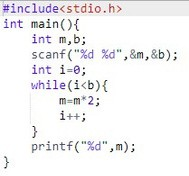 #include<stdio.h>
int main(){
    int m,b;
    scanf("%d %d",&m,&b);
    int i=0;
    while(i<b){
        m=m*2;
        i++;
    }
    printf("%d",m);
}